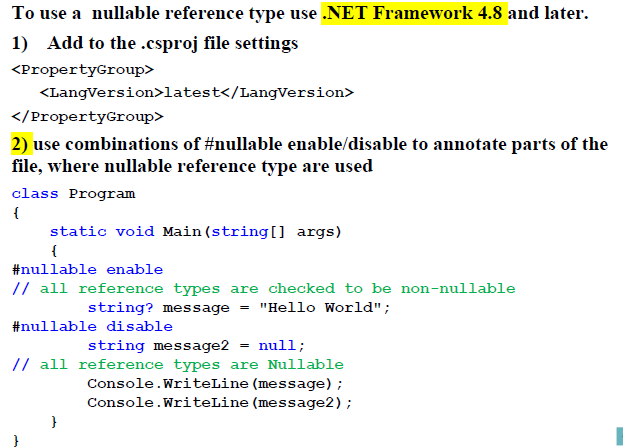 To use a nullable reference type use .NET Framework 4.8 and later.
1) Add to the .csproj file settings
<PropertyGroup>
<LangVersion>latest</LangVersion>
</PropertyGroup>
2) use combinations of #nullable enable/disable to annotate parts of the
file, where nullable reference type are used
class Program
{
static void Main(string[] args)
{
#nullable enable
// all reference types are checked to be non-nullable
string? message = "Hello World";
#nullable disable
string message2 = null;
// all reference types are Nullable
Console.WriteLine(message);
Console.WriteLine(message2);
}
}